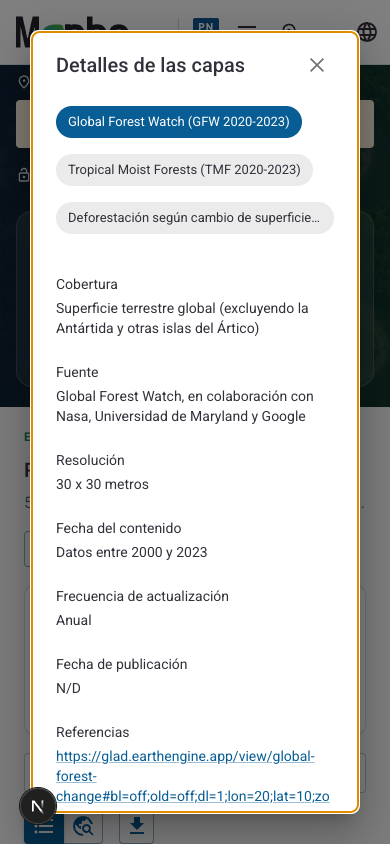 PN
Detalles de las capas
Global Forest Watch (GFW 2020-2023)
Tropical Moist Forests (TMF 2020-2023)
Deforestación según cambio de superficie...
Cobertura
Superficie terrestre global (excluyendo la
Antártida y otras islas del Ártico)
Fuente
Global Forest Watch, en colaboración con
Nasa, Universidad de Maryland y Google
Resolución
30 x 30 metros
Fecha del contenido
Datos entre 2000 y 2023
Frecuencia de actualización
Anual
Fecha de publicación
N/D
Referencias
https://glad.earthengine.app/view/global-
forest-
change#bl=off;old=off;dl=1;lon=20;lat=10;zo
N